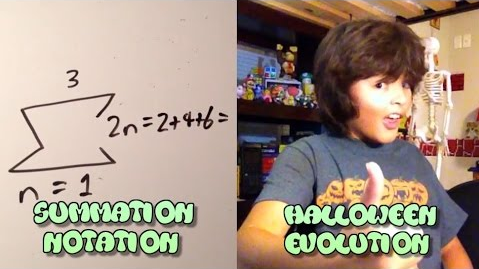 3
2n=2+4+6=
n = 1
SUMMATION
NOTATION
HALLOWEEN
EVOLUTION